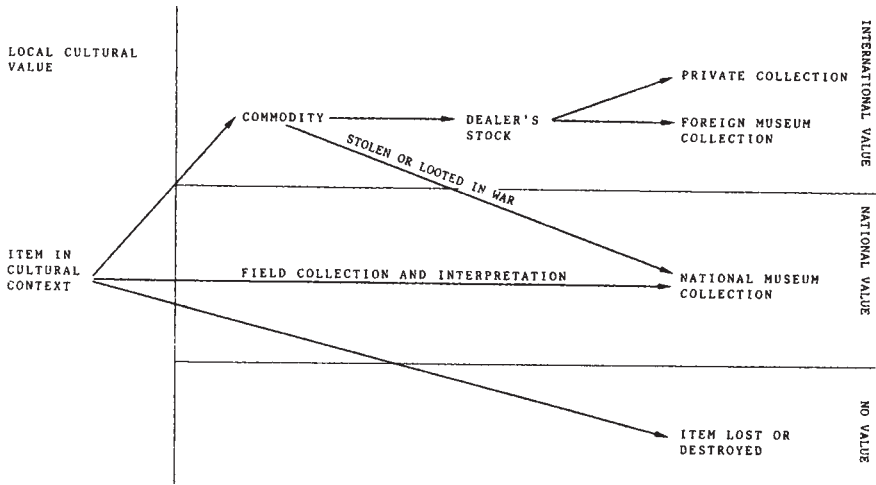 LOCAL CULTURAL
VALUE
INTERNATIONAL VALUE
PRIVATE COLLECTION
COMMODITY
DEALER'S
STOCK
FOREIGN MUSEUM
COLLECTION
STOLEN OR LOOTED IN WAR
NATIONAL VALUE
ITEM IN
CULTURAL
CONTEXT
FIELD COLLECTION AND INTERPRETATION
NATIONAL MUSEUM
COLLECTION
NO VALUE
ITEM LOST OR
DESTROYED